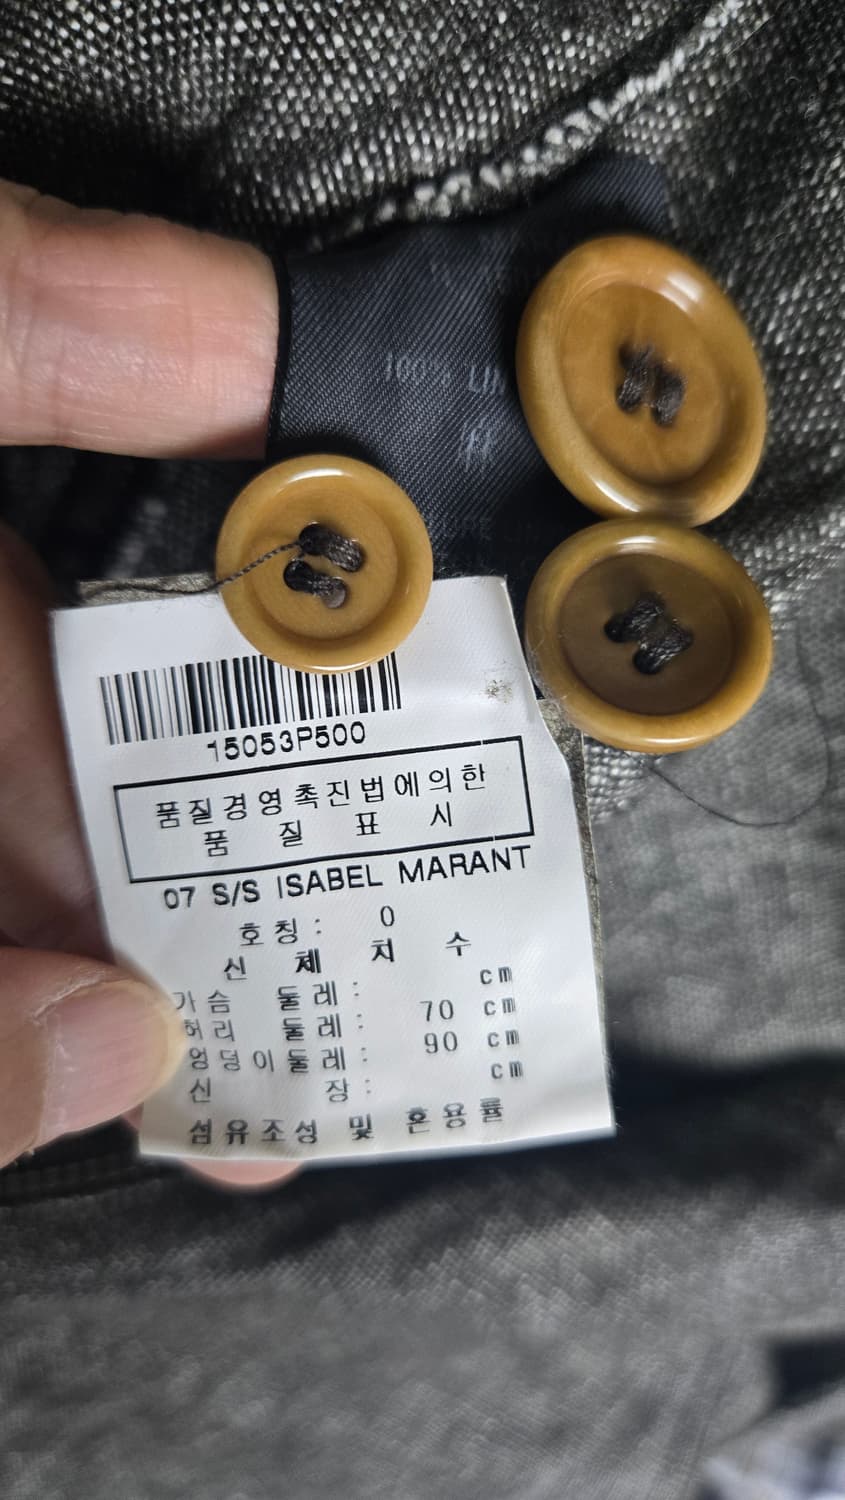 100% LIN
15053P500
품질경영촉진법에의한
품 질 표 시
07 S/S ISABEL MARANT
호칭: 0
신 체 치 수
가슴 둘레: cm
허리 둘레: 70 cm
엉덩이둘레: 90 cm
신 장: cm
섬유조성 및 혼용률